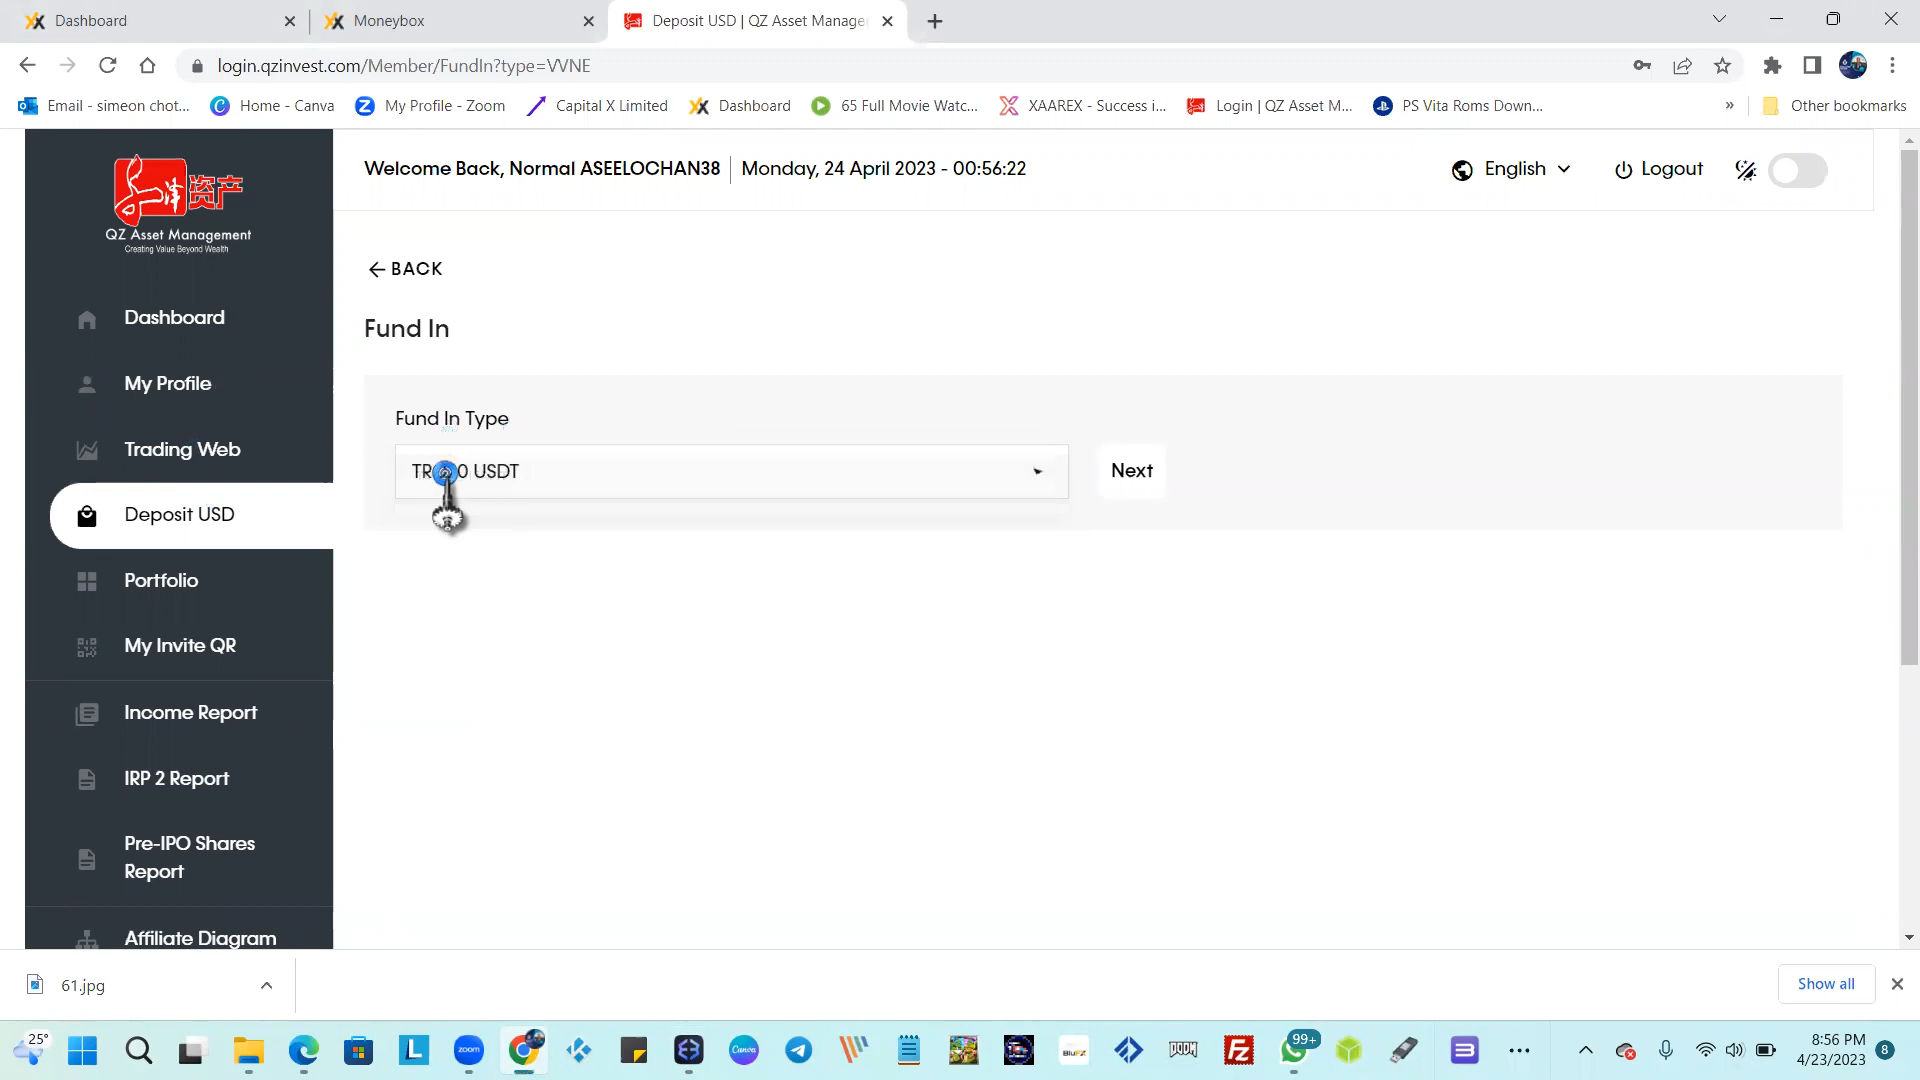 Dashboard
Moneybox
Deposit USD | QZ Asset Manage
login.qzinvest.com/Member/FundIn?type=VVNE
Email - simeon chot...
Home - Canva
My Profile - Zoom
Capital X Limited
Dashboard
65 Full Movie Watc...
XAAREX - Success i...
Login | QZ Asset M...
PS Vita Roms Down...
»
Other bookmarks
资产
QZ Asset Management
Creating Value Beyond Wealth
Welcome Back, Normal ASEELOCHAN38
Monday, 24 April 2023 - 00:56:22
English
Logout
Dashboard
My Profile
Trading Web
Deposit USD
Portfolio
My Invite QR
Income Report
IRP 2 Report
Pre-IPO Shares
Report
Affiliate Diagram
BACK
Fund In
Fund In Type
USDT
Next
61.jpg
Show all
25°
L
zoom
Canva
BluFX
DOOM
FZ
99+
8:56 PM
4/23/2023
8